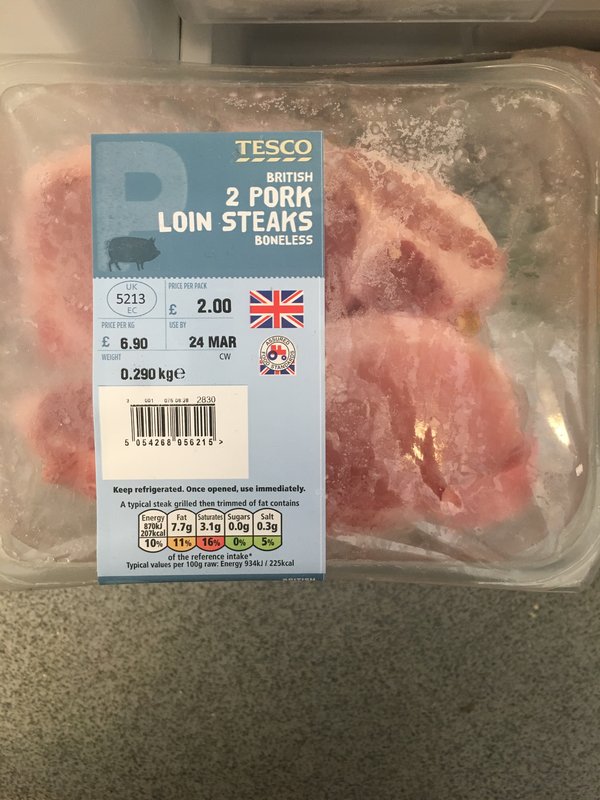 TESCO
BRITISH
2 PORK
LOIN STEAKS
BONELESS
UK
5213
EC
PRICE PER PACK
£ 2.00
PRICE PER KG
£ 6.90
USE BY
24 MAR
CW
WEIGHT
0.290 kg℮
ASSURED
FOOD STANDARDS
2830
5 054268 956215 >
Keep refrigerated. Once opened, use immediately.
A typical steak grilled then trimmed of fat contains
Energy Fat Saturates Sugars Salt
870kJ 7.7g 3.1g 0.0g 0.3g
207kcal
10% 11% 16% 0% 5%
of the reference intake*
Typical values per 100g raw: Energy 934kJ / 225kcal